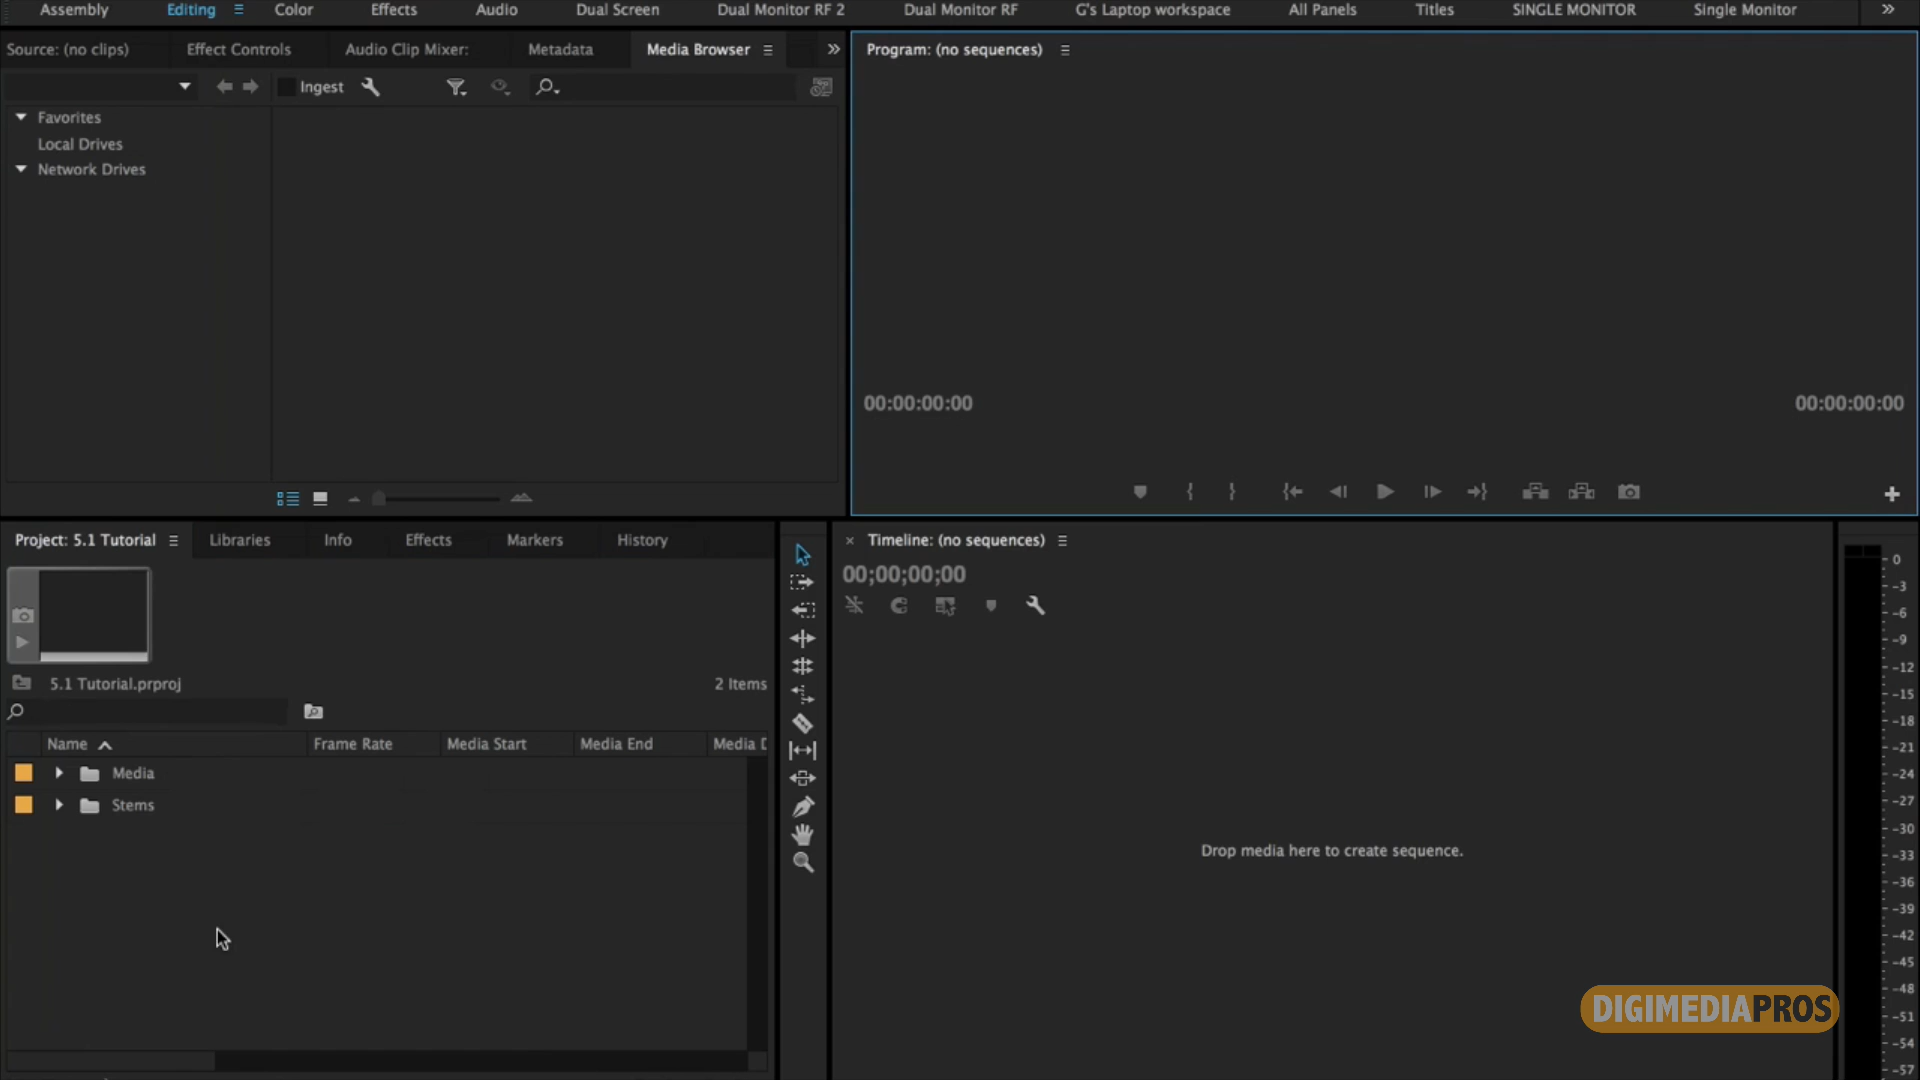 Assembly Editing Color Effects Audio Dual Screen Dual Monitor RF 2 Dual Monitor RF G's Laptop workspace All Panels Titles SINGLE MONITOR Single Monitor
Source: (no clips) Effect Controls Audio Clip Mixer: Metadata Media Browser
Program: (no sequences)
Ingest
Favorites
Local Drives
Network Drives
00:00:00:00 00:00:00:00
Project: 5.1 Tutorial Libraries Info Effects Markers History
Timeline: (no sequences)
00;00;00;00
5.1 Tutorial.prproj 2 Items
Name Frame Rate Media Start Media End Media D
Media
Stems
Drop media here to create sequence.
0
-3
-6
-9
-12
-15
-18
-21
-24
-27
-30
-33
-36
-39
-42
-45
-48
-51
-54
-57
DIGIMEDIAPROS